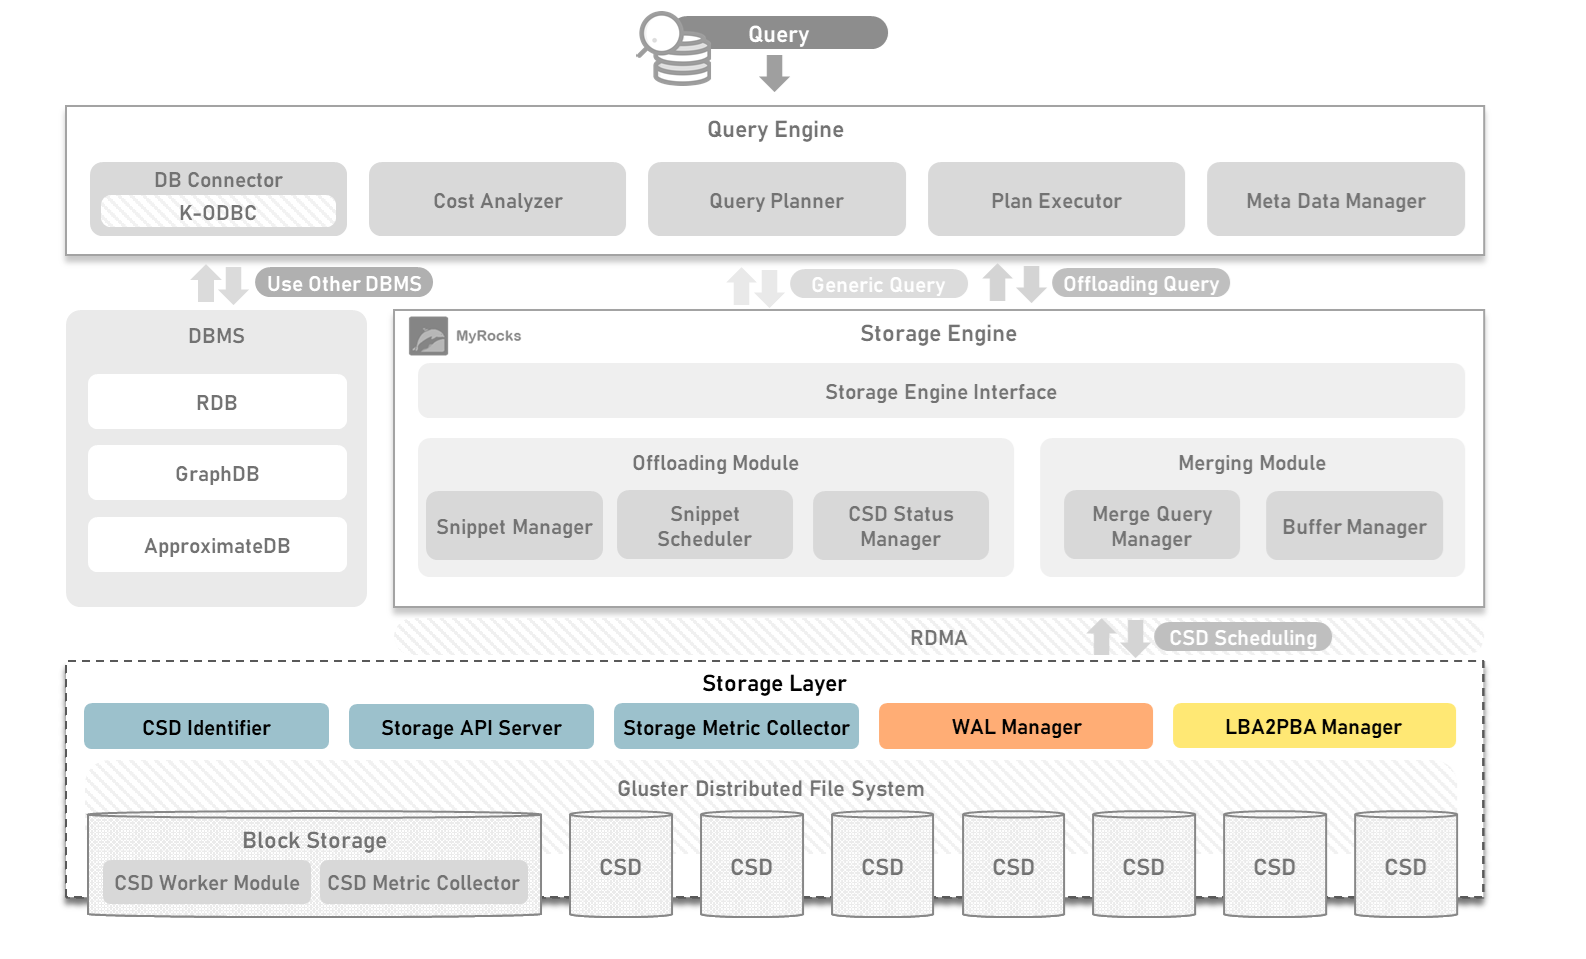 Query
Query Engine
DB Connector
K-ODBC
Cost Analyzer
Query Planner
Plan Executor
Meta Data Manager
Use Other DBMS
Generic Query
Offloading Query
DBMS
RDB
GraphDB
ApproximateDB
MyRocks
Storage Engine
Storage Engine Interface
Offloading Module
Snippet Manager
Snippet
Scheduler
CSD Status
Manager
Merging Module
Merge Query
Manager
Buffer Manager
RDMA
CSD Scheduling
Storage Layer
CSD Identifier
Storage API Server
Storage Metric Collector
WAL Manager
LBA2PBA Manager
Gluster Distributed File System
Block Storage
CSD Worker Module
CSD Metric Collector
CSD
CSD
CSD
CSD
CSD
CSD
CSD